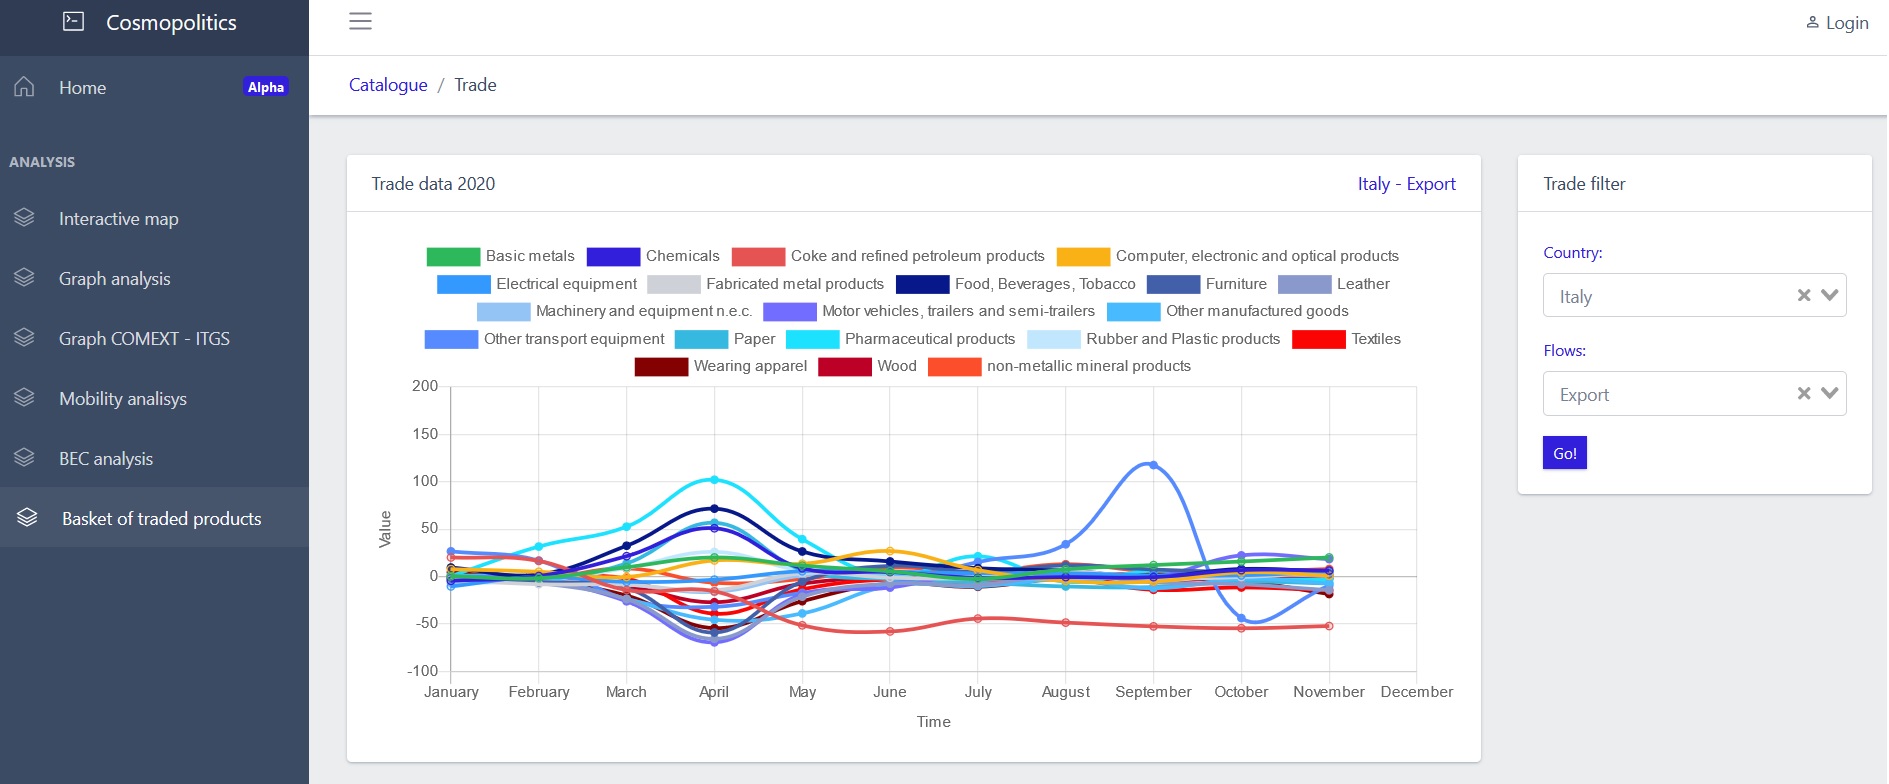 Cosmopolitics
Login
Home Alpha
Catalogue / Trade
ANALYSIS
Interactive map
Graph analysis
Graph COMEXT - ITGS
Mobility analisys
BEC analysis
Basket of traded products
Trade data 2020 Italy - Export
Basic metals Chemicals Coke and refined petroleum products Computer, electronic and optical products
Electrical equipment Fabricated metal products Food, Beverages, Tobacco Furniture Leather
Machinery and equipment n.e.c. Motor vehicles, trailers and semi-trailers Other manufactured goods
Other transport equipment Paper Pharmaceutical products Rubber and Plastic products Textiles
Wearing apparel Wood non-metallic mineral products
200
150
100
50
0
-50
-100
Value
January February March April May June July August September October November December
Time
Trade filter
Country:
Italy
Flows:
Export
Go!